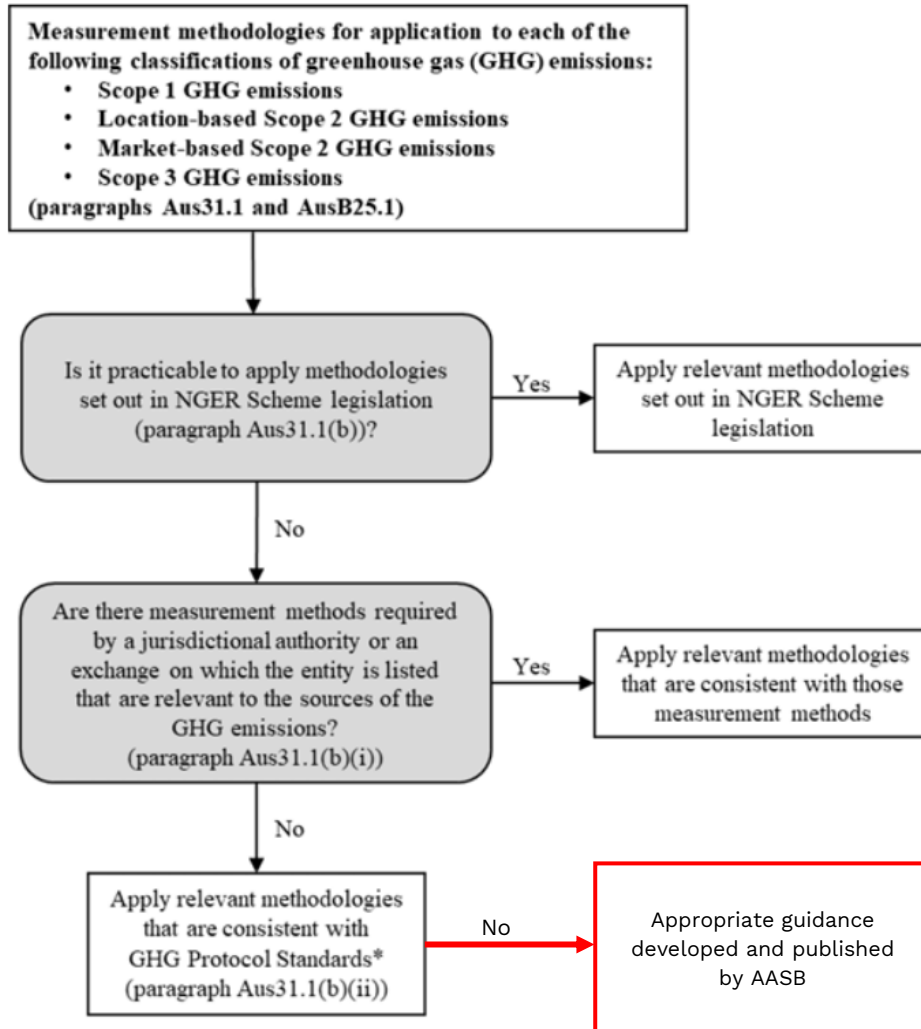 Measurement methodologies for application to each of the
following classifications of greenhouse gas (GHG) emissions:
• Scope 1 GHG emissions
• Location-based Scope 2 GHG emissions
• Market-based Scope 2 GHG emissions
• Scope 3 GHG emissions
(paragraphs Aus31.1 and AusB25.1)
Is it practicable to apply methodologies
set out in NGER Scheme legislation
(paragraph Aus31.1(b))?
Yes
Apply relevant methodologies
set out in NGER Scheme
legislation
No
Are there measurement methods required
by a jurisdictional authority or an
exchange on which the entity is listed
that are relevant to the sources of the
GHG emissions?
(paragraph Aus31.1(b)(i))
Yes
Apply relevant methodologies
that are consistent with those
measurement methods
No
Apply relevant methodologies
that are consistent with
GHG Protocol Standards*
(paragraph Aus31.1(b)(ii))
No
Appropriate guidance
developed and published
by AASB